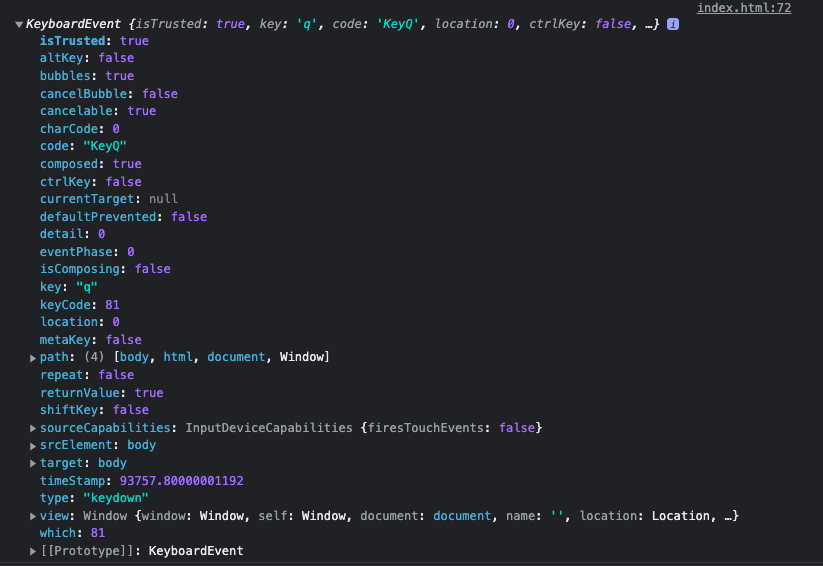 index.html:72
▼KeyboardEvent {isTrusted: true, key: 'q', code: 'KeyQ', location: 0, ctrlKey: false, …} i
isTrusted: true
altKey: false
bubbles: true
cancelBubble: false
cancelable: true
charCode: 0
code: "KeyQ"
composed: true
ctrlKey: false
currentTarget: null
defaultPrevented: false
detail: 0
eventPhase: 0
isComposing: false
key: "q"
keyCode: 81
location: 0
metaKey: false
▶path: (4) [body, html, document, Window]
repeat: false
returnValue: true
shiftKey: false
▶sourceCapabilities: InputDeviceCapabilities {firesTouchEvents: false}
▶srcElement: body
▶target: body
timeStamp: 93757.80000001192
type: "keydown"
▶view: Window {window: Window, self: Window, document: document, name: '', location: Location, …}
which: 81
▶[[Prototype]]: KeyboardEvent